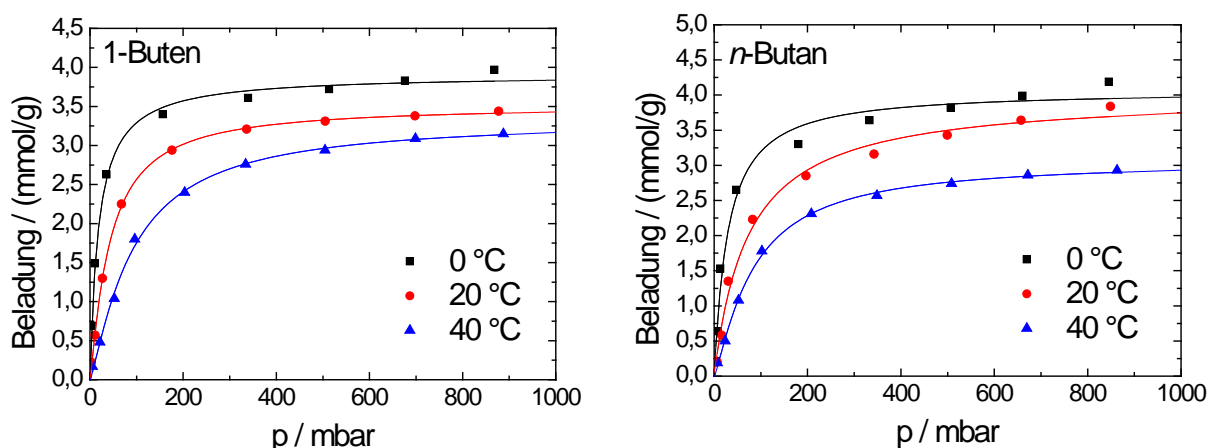 1-Buten
Beladung / (mmol/g)
4,5
4,0
3,5
3,0
2,5
2,0
1,5
1,0
0,5
0,0
0 °C
20 °C
40 °C
0 200 400 600 800 1000
p / mbar
n-Butan
Beladung / (mmol/g)
5,0
4,5
4,0
3,5
3,0
2,5
2,0
1,5
1,0
0,5
0,0
0 °C
20 °C
40 °C
0 200 400 600 800 1000
p / mbar